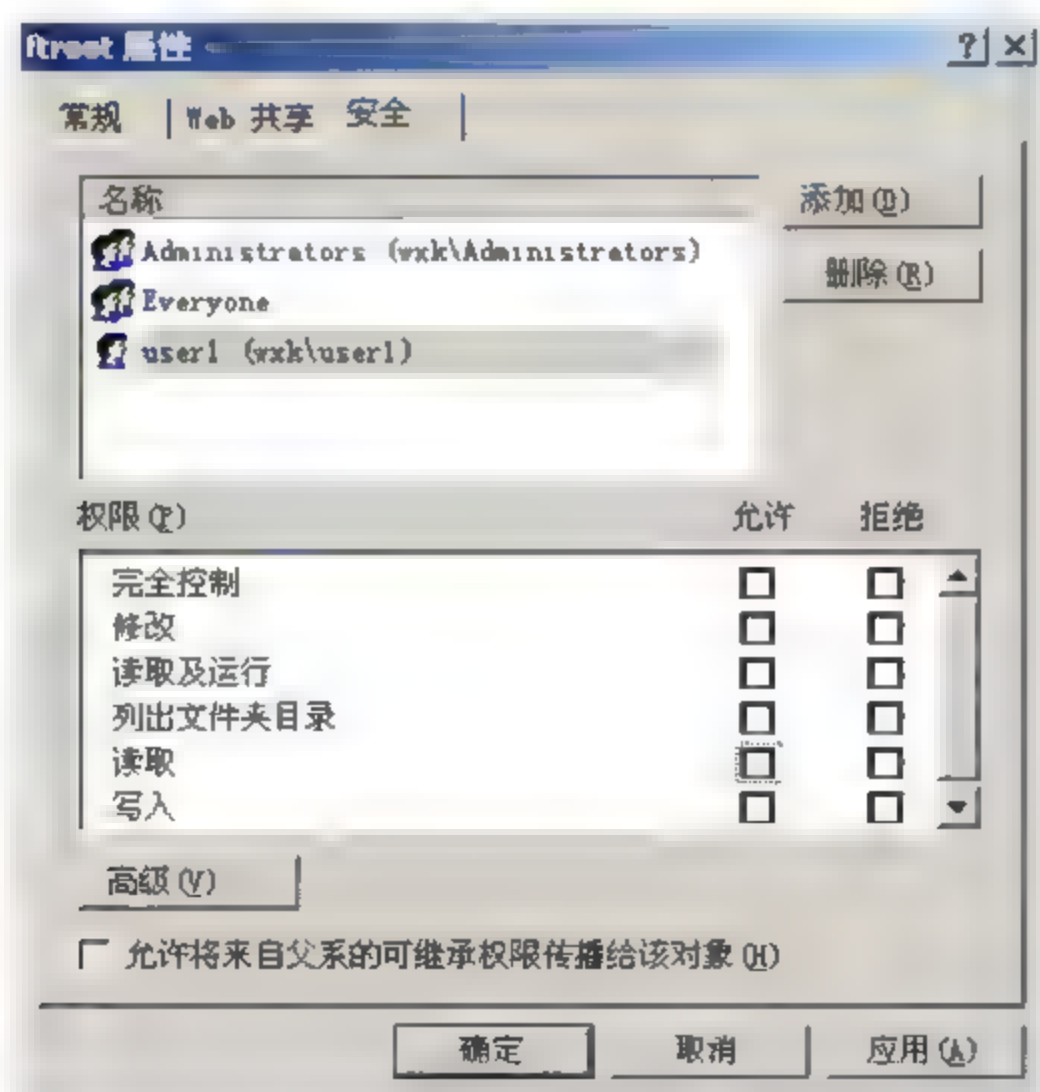 ftroot 属性
常规 Web 共享 安全
名称
添加(D)
Administrators (wxk\Administrators)
删除(R)
Everyone
user1 (wxk\user1)
权限(P) 允许 拒绝
完全控制
修改
读取及运行
列出文件夹目录
读取
写入
高级(V)
允许将来自父系的可继承权限传播给该对象(H)
确定 取消 应用(A)